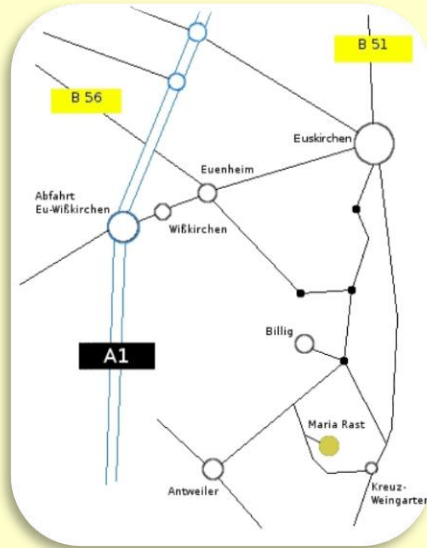 B 51
B 56
Euskirchen
Euenheim
Abfahrt
Eu-Wißkirchen
Wißkirchen
Billig
A1
Maria Rast
Antweiler
Kreuz-
Weingarten